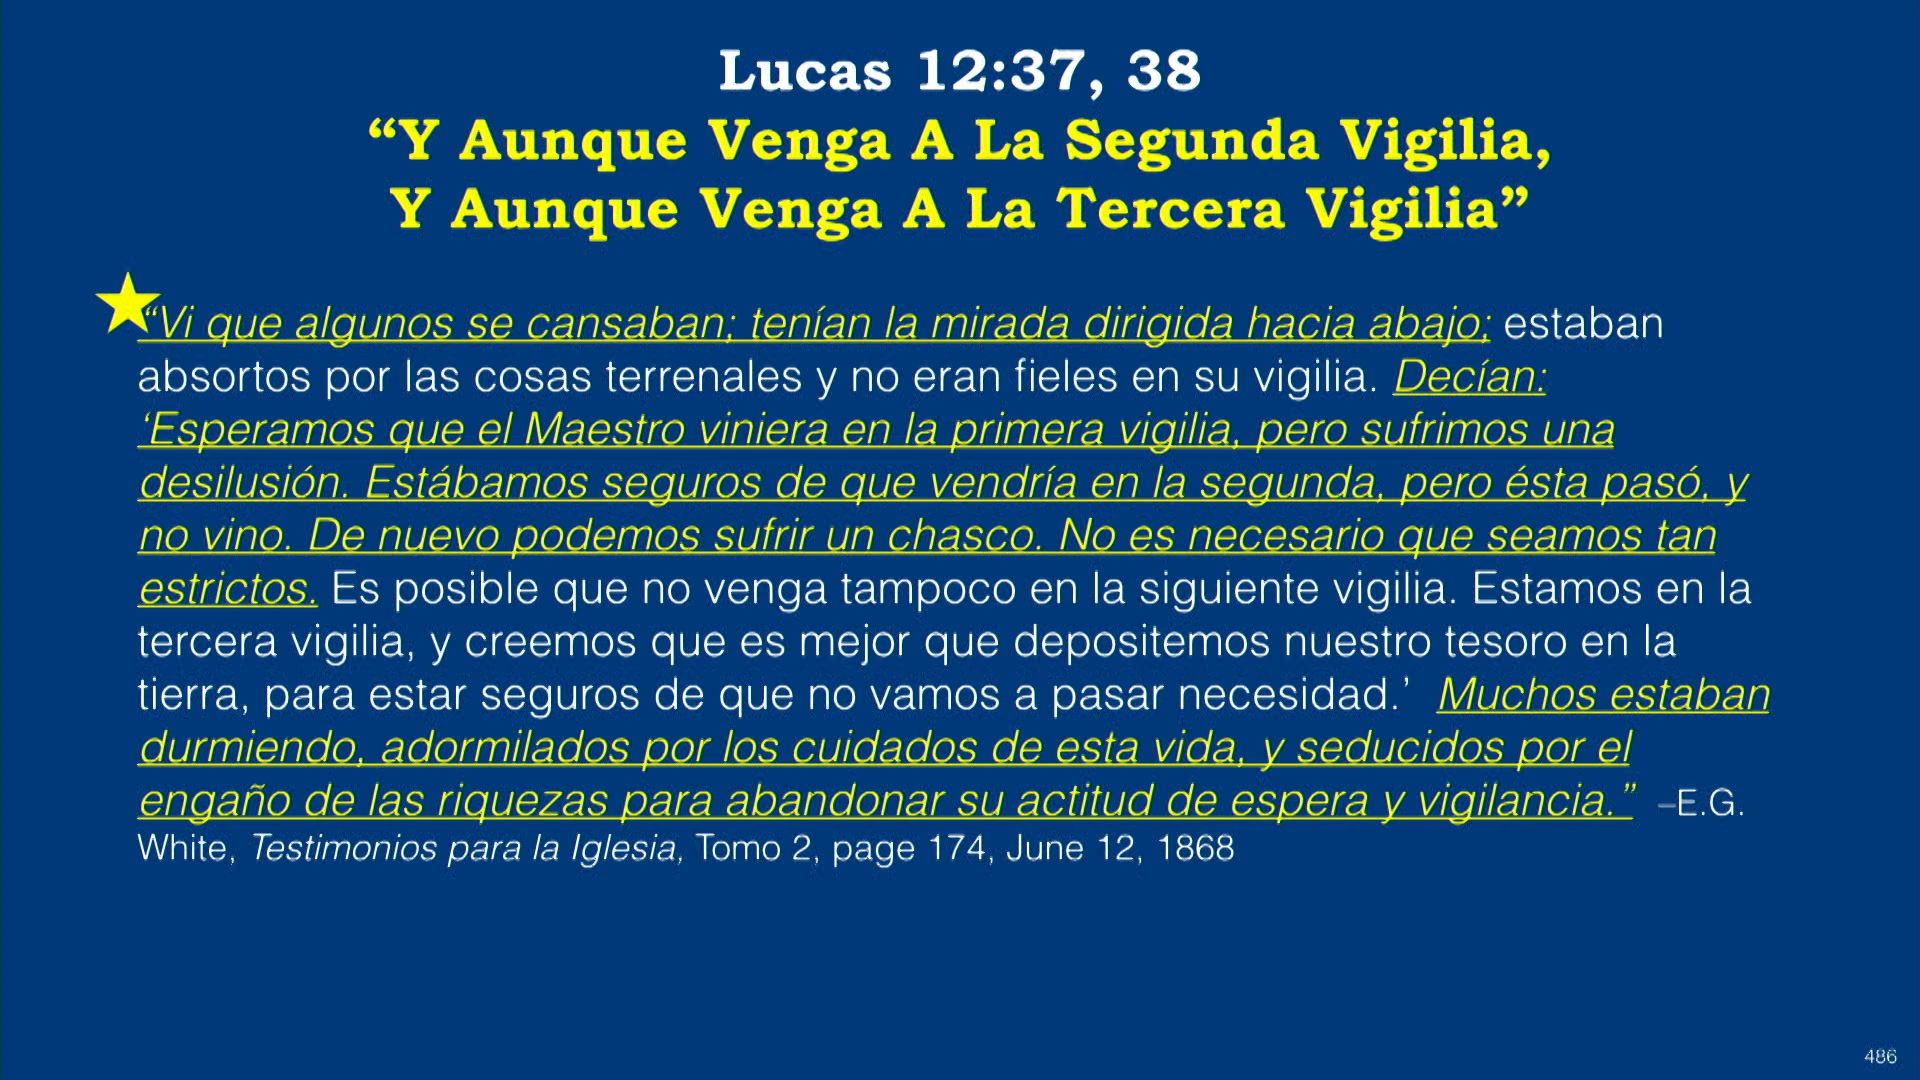 Lucas 12:37, 38
“Y Aunque Venga A La Segunda Vigilia,
Y Aunque Venga A La Tercera Vigilia”
“Vi que algunos se cansaban; tenían la mirada dirigida hacia abajo; estaban
absortos por las cosas terrenales y no eran fieles en su vigilia. Decían:
‘Esperamos que el Maestro viniera en la primera vigilia, pero sufrimos una
desilusión. Estábamos seguros de que vendría en la segunda, pero ésta pasó, y
no vino. De nuevo podemos sufrir un chasco. No es necesario que seamos tan
estrictos. Es posible que no venga tampoco en la siguiente vigilia. Estamos en la
tercera vigilia, y creemos que es mejor que depositemos nuestro tesoro en la
tierra, para estar seguros de que no vamos a pasar necesidad.’ Muchos estaban
durmiendo, adormilados por los cuidados de esta vida, y seducidos por el
engaño de las riquezas para abandonar su actitud de espera y vigilancia.” –E.G.
White, Testimonios para la Iglesia, Tomo 2, page 174, June 12, 1868
486